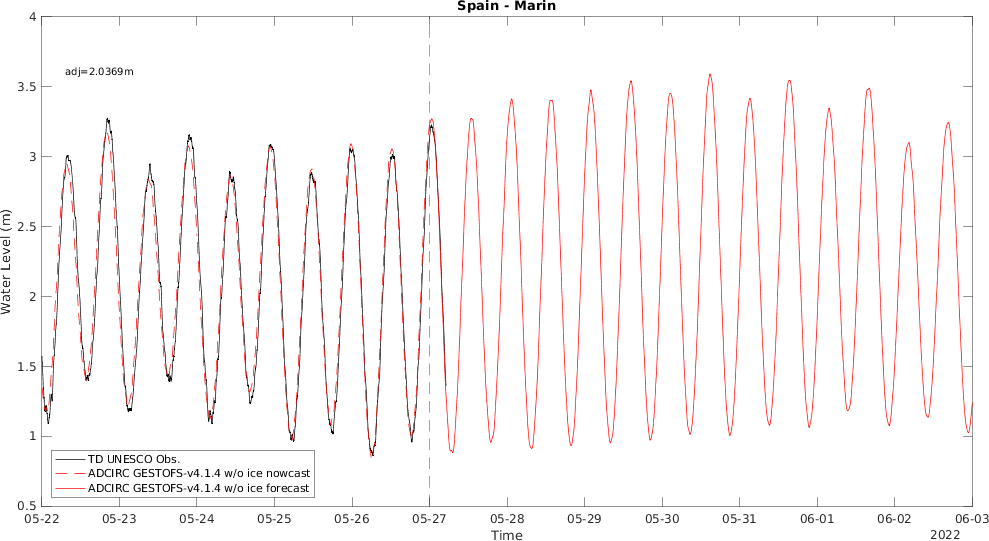 Spain - Marin
adj=2.0369m
Water Level (m)
4
3.5
3
2.5
2
1.5
1
0.5
TD UNESCO Obs.
ADCIRC GESTOFS-v4.1.4 w/o ice nowcast
ADCIRC GESTOFS-v4.1.4 w/o ice forecast
05-22 05-23 05-24 05-25 05-26 05-27 05-28 05-29 05-30 05-31 06-01 06-02 06-03
Time
2022